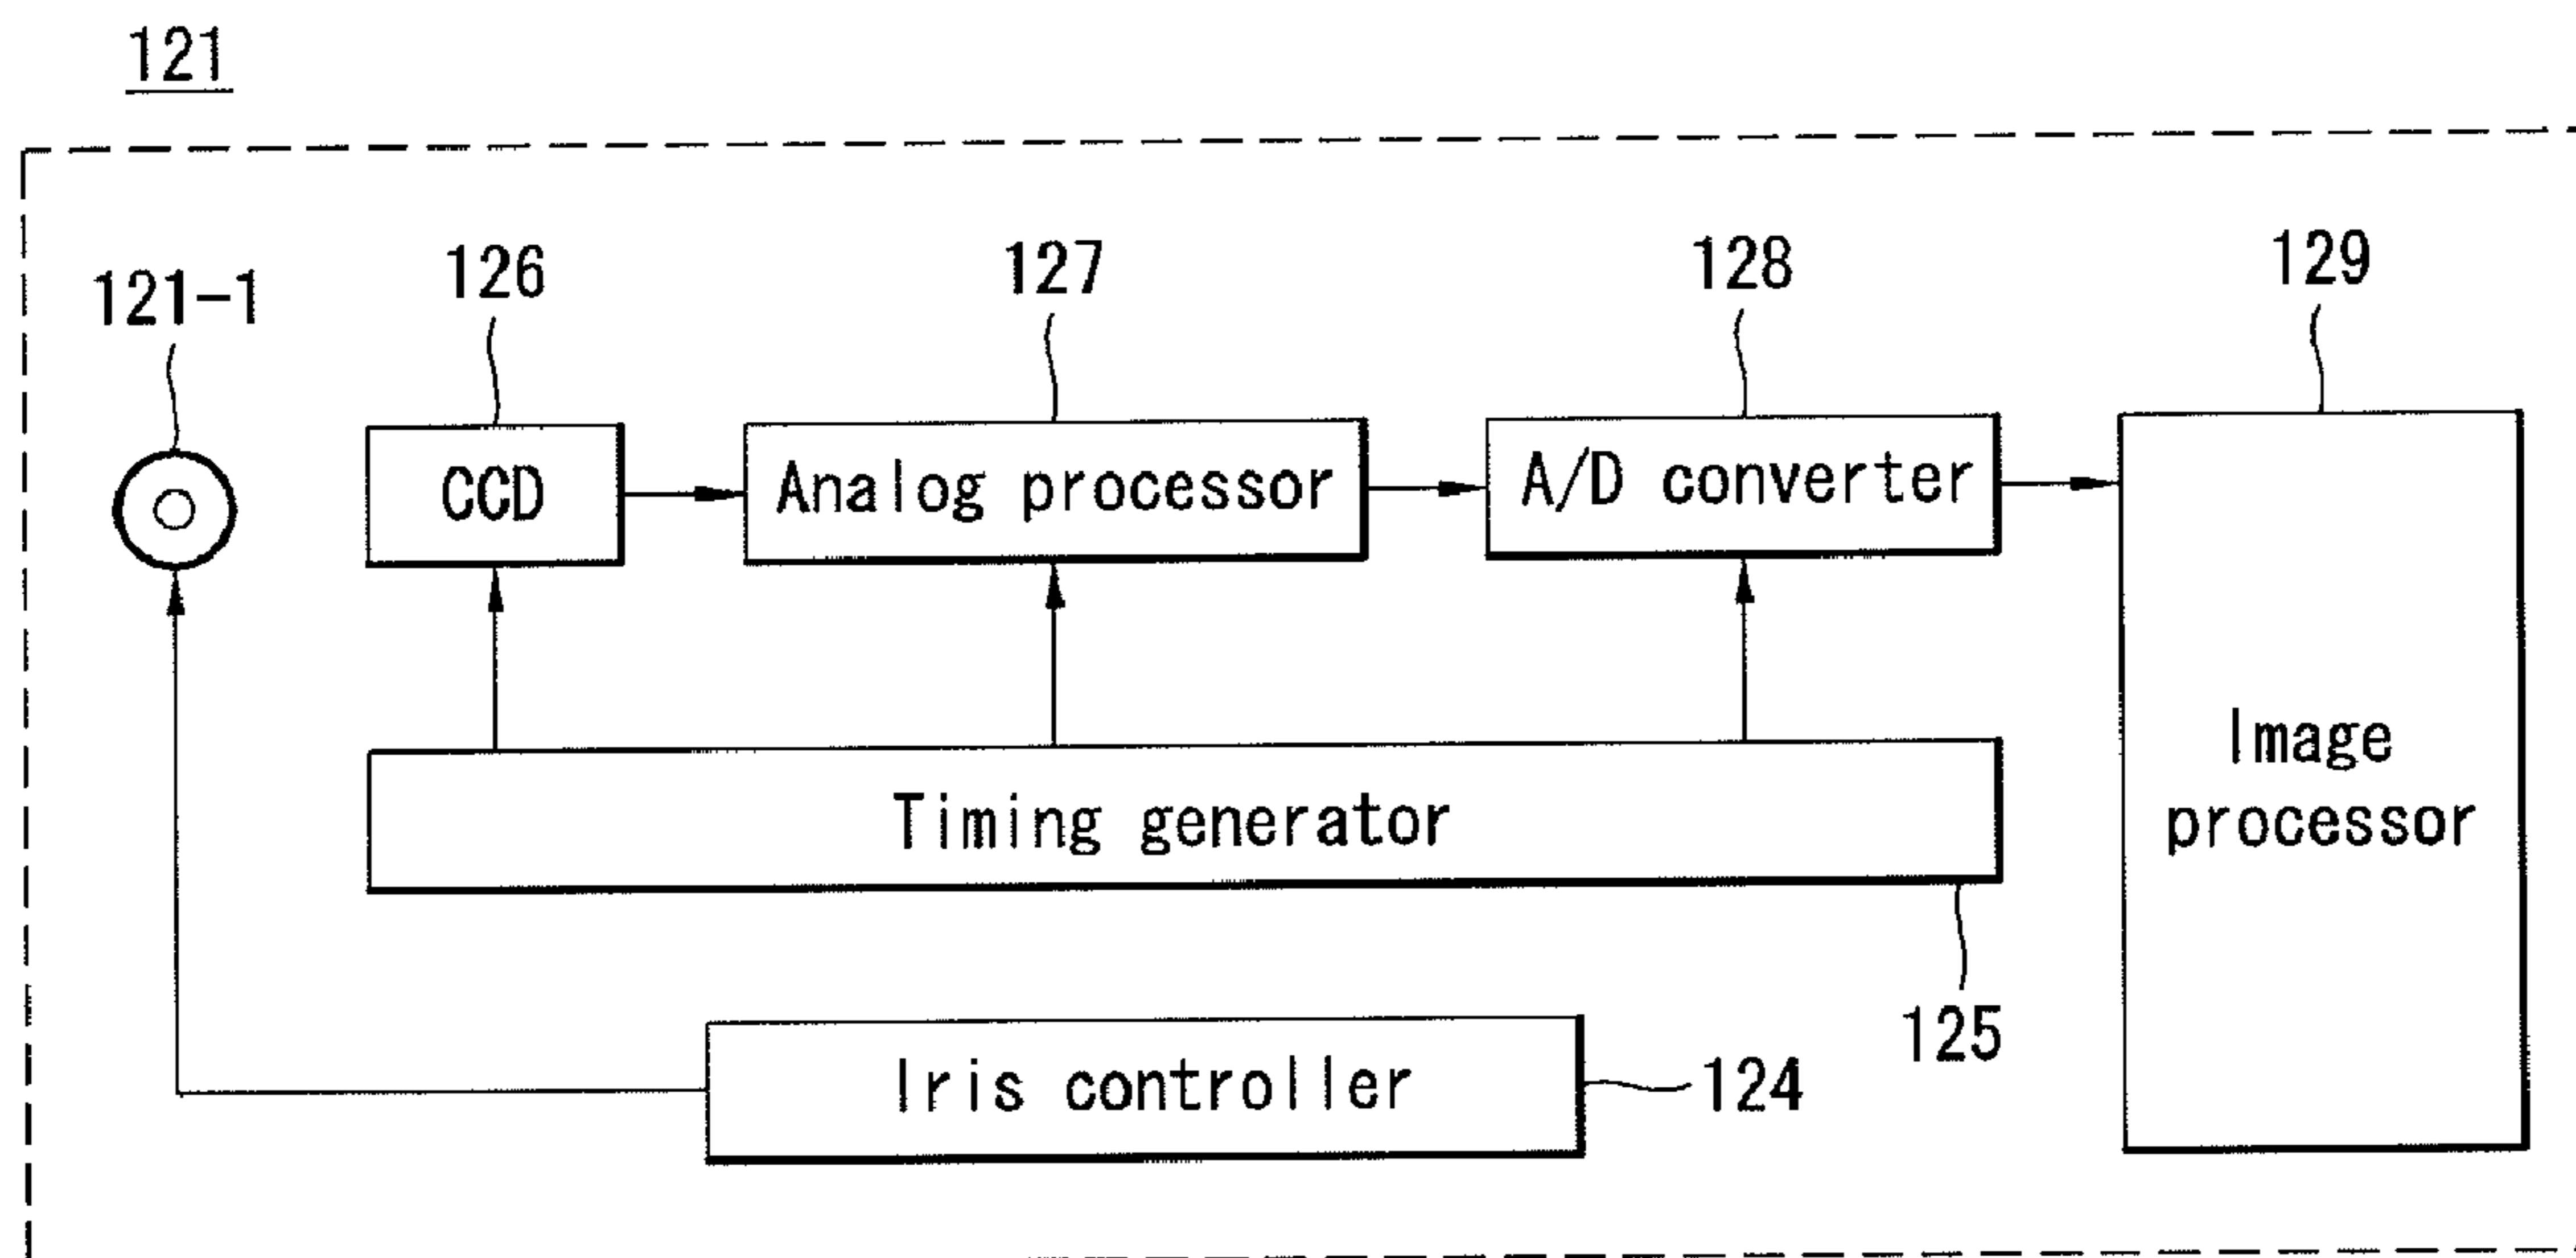 121
121-1
126
127
128
129
CCD
Analog processor
A/D converter
Image
processor
Timing generator
125
Iris controller
124